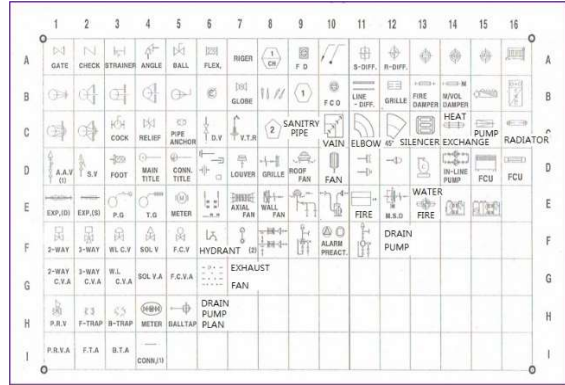 1 2 3 4 5 6 7 8 9 10 11 12 13 14 15 16
A GATE CHECK STRAINER ANGLE BALL FLEX, RIGER 1 CH F D S-DIFF. R-DIFF. A
B GLOBE 1 F C O LINE -DIFF. GRILLE FIRE DAMPER M/VOL DAMPER B
C COCK RELIEF PIPE ANCHOR D.V V.T.R 2 SANITRY PIPE VAIN ELBOW 45° SILENCER HEAT EXCHANGE PUMP RADIATOR C
D A.A.V (1) S.V FOOT MAIN TITLE CONN. TITLE LOUVER GRILLE ROOF FAN FAN IN-LINE PUMP FCU FCU D
E EXP,(D) EXP,(S) P.G T.G METER AXIAL FAN WALL FAN FIRE M.S.D WATER FIRE E
F 2-WAY 3-WAY WL C.V SOL V F.C.V HYDRANT (2) ALARM PREACT. DRAIN PUMP F
G 2-WAY C.V.A 3-WAY C.V.A W.L C.V.A SOL V.A F.C.V.A EXHAUST FAN G
H P.R.V F-TRAP B-TRAP METER BALLTAP DRAIN PUMP PLAN H
I P.R.V.A F.T.A B.T.A CONN,(1) I